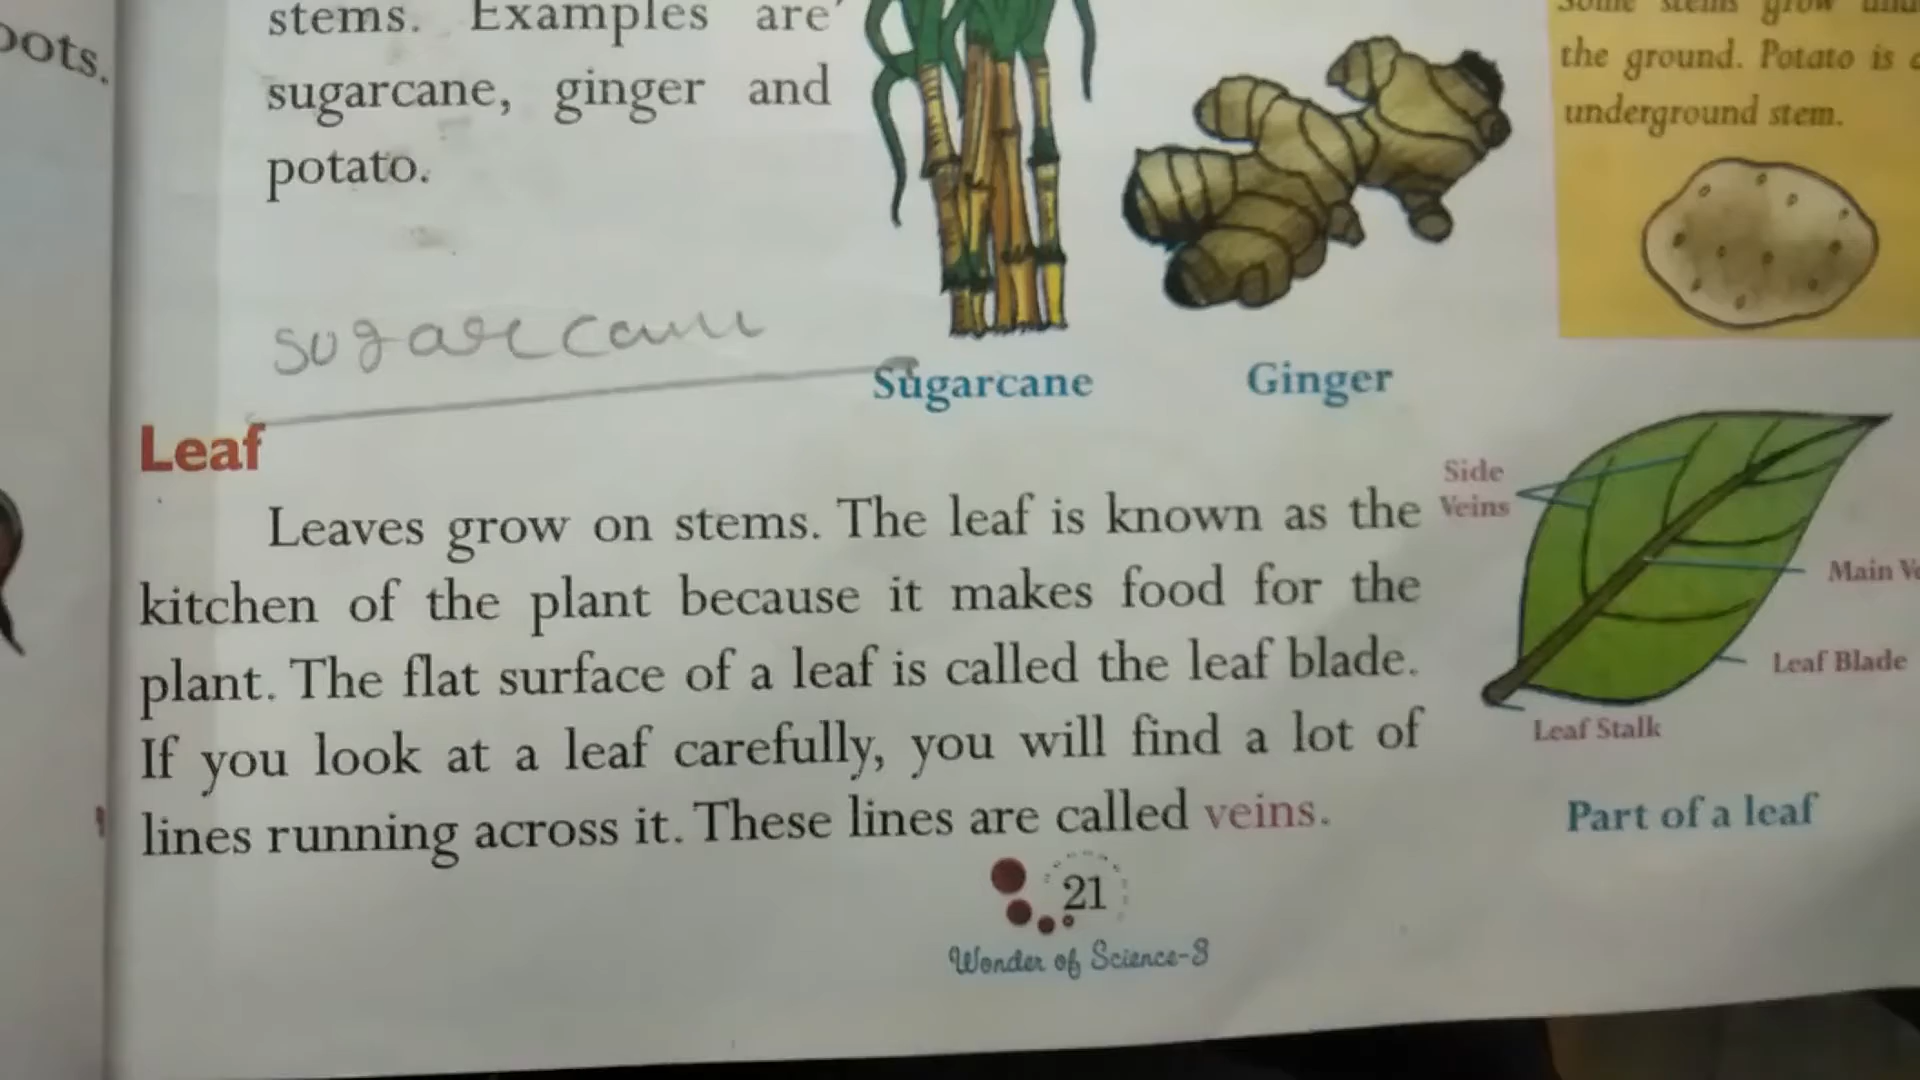 oots.
stems. Examples are
sugarcane, ginger and
potato.
sugarcane
Sugarcane
Ginger
the ground. Potato is
underground stem.
Leaf
Leaves grow on stems. The leaf is known as the
kitchen of the plant because it makes food for the
plant. The flat surface of a leaf is called the leaf blade.
If you look at a leaf carefully, you will find a lot of
lines running across it. These lines are called veins.
Side
Veins
Main Ve
Leaf Blade
Leaf Stalk
Part of a leaf
21
Wonder of Science-3